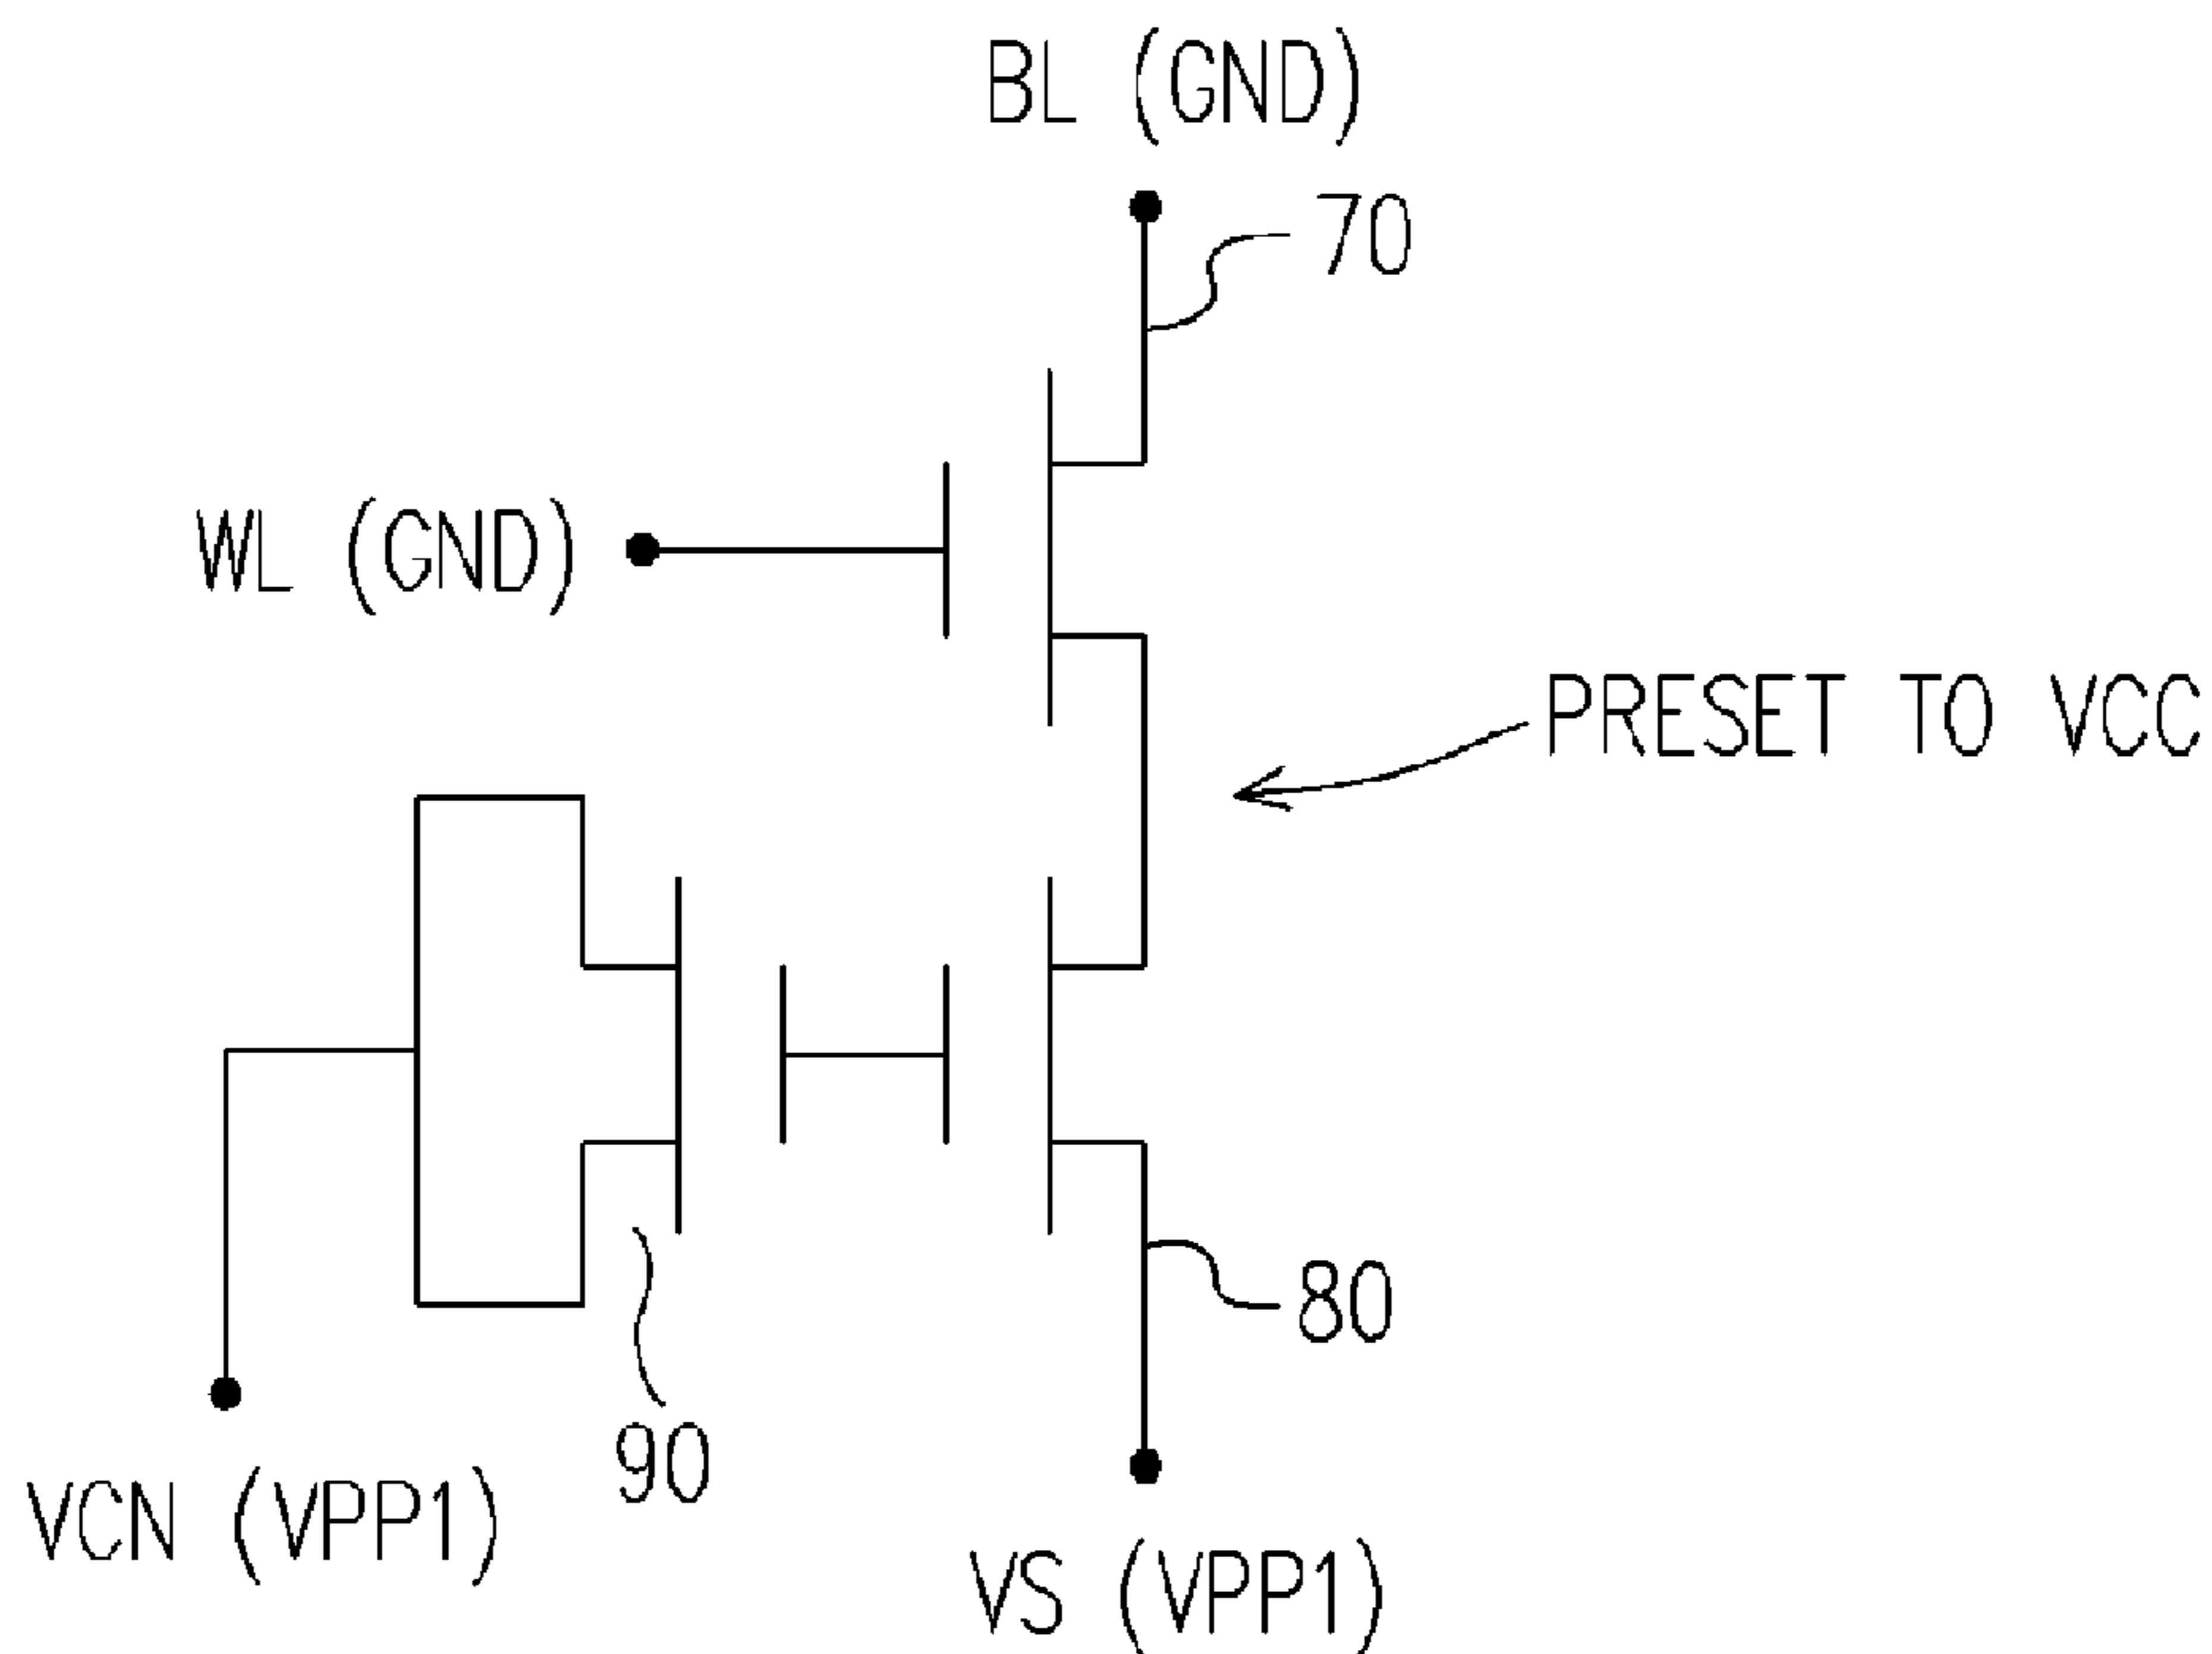 BL (GND)
70
WL (GND)
PRESET TO VCC
80
90
VCN (VPP1)
VS (VPP1)